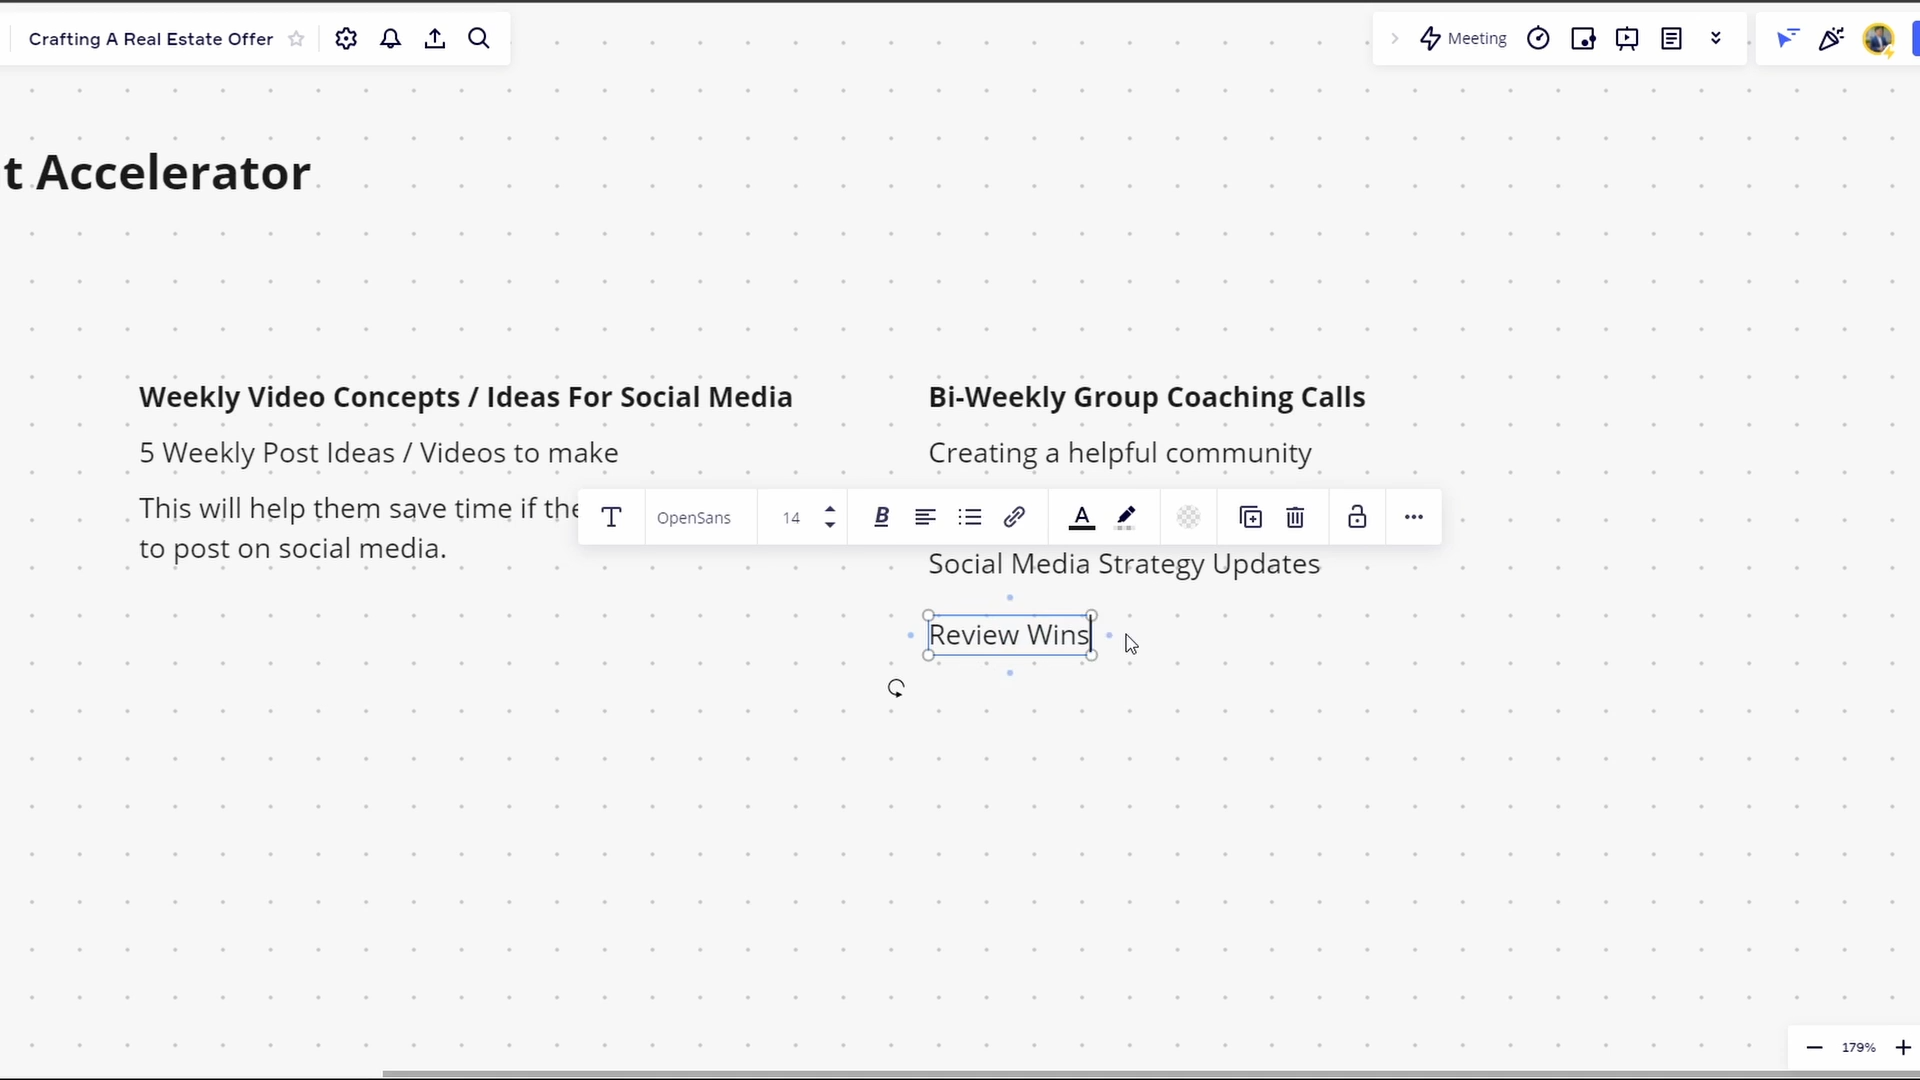 Crafting A Real Estate Offer
Meeting
t Accelerator
Weekly Video Concepts / Ideas For Social Media
5 Weekly Post Ideas / Videos to make
This will help them save time if the
to post on social media.
Bi-Weekly Group Coaching Calls
Creating a helpful community
OpenSans
14
B
A
Social Media Strategy Updates
Review Wins
179%